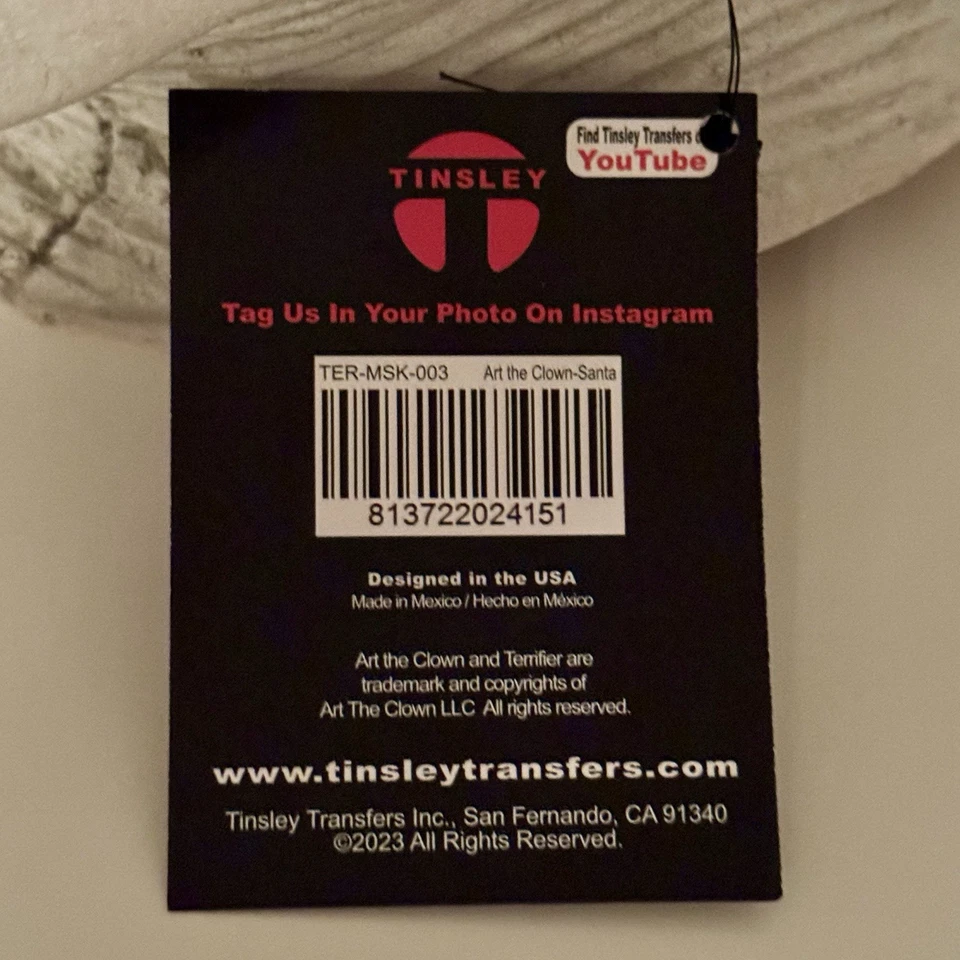 Find Tinsley Transfers
YouTube
TINSLEY
Tag Us In Your Photo On Instagram
TER-MSK-003 Art the Clown-Santa
813722024151
Designed in the USA
Made in Mexico / Hecho en México
Art the Clown and Terrifier are
trademark and copyrights of
Art The Clown LLC All rights reserved.
www.tinsleytransfers.com
Tinsley Transfers Inc., San Fernando, CA 91340
©2023 All Rights Reserved.